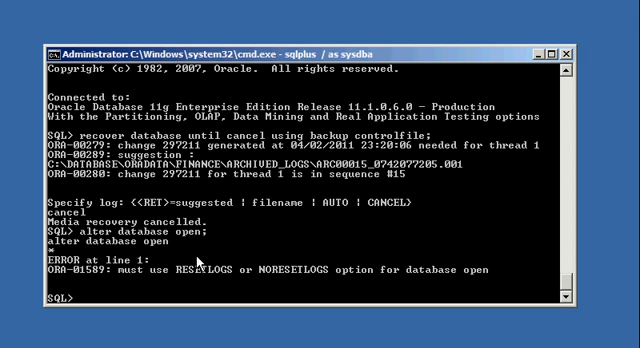 Administrator: C:\Windows\system32\cmd.exe - sqlplus / as sysdba
Copyright (c) 1982, 2007, Oracle.  All rights reserved.
Connected to:
Oracle Database 11g Enterprise Edition Release 11.1.0.6.0 - Production
With the Partitioning, OLAP, Data Mining and Real Application Testing options
SQL> recover database until cancel using backup controlfile;
ORA-00279: change 297211 generated at 04/02/2011 23:20:06 needed for thread 1
ORA-00289: suggestion :
C:\DATABASE\ORADATA\FINANCE\ARCHIVED_LOGS\ARC00015_0742077205.001
ORA-00280: change 297211 for thread 1 is in sequence #15
Specify log: {<RET>=suggested | filename | AUTO | CANCEL}
cancel
Media recovery cancelled.
SQL> alter database open;
alter database open
*
ERROR at line 1:
ORA-01589: must use RESETLOGS or NORESETLOGS option for database open
SQL>